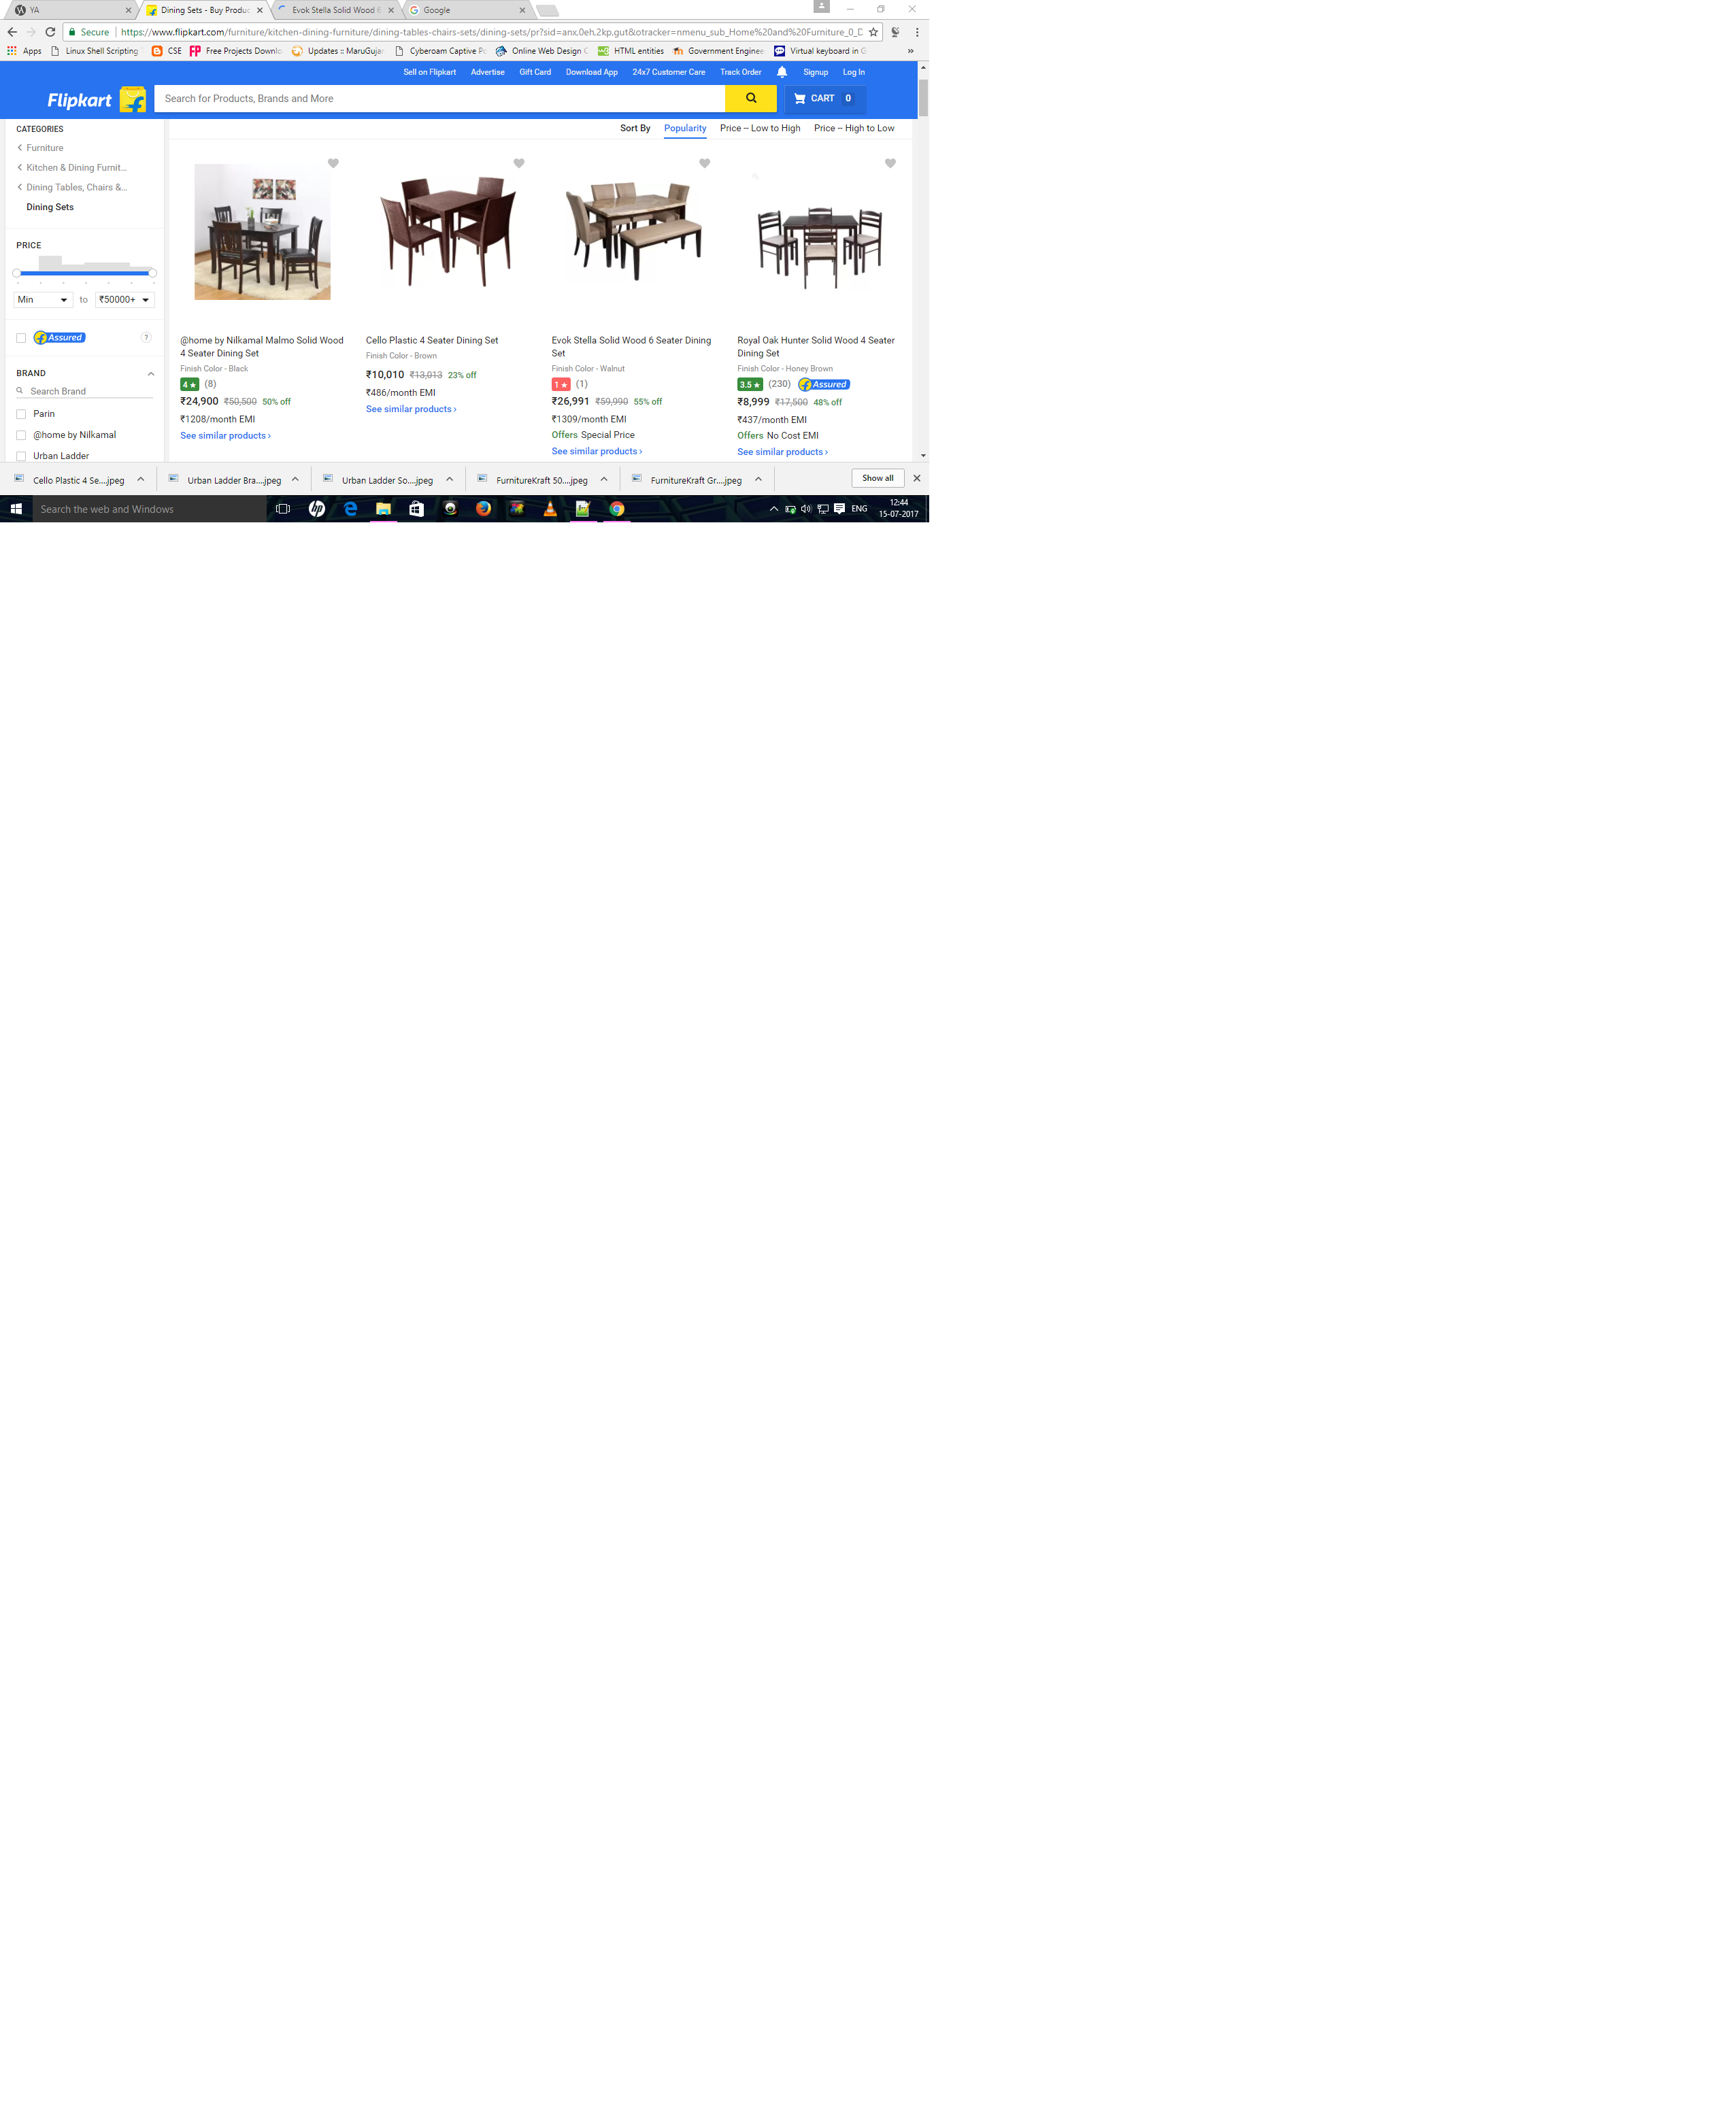 YA
Dining Sets - Buy Produc
Evok Stella Solid Wood 6
Google
Secure
https://www.flipkart.com/furniture/kitchen-dining-furniture/dining-tables-chairs-sets/dining-sets/pr?sid=anx,0eh,2kp,gut&otracker=nmenu_sub_Home%20and%20Furniture_0_D
Apps
Linux Shell Scripting
CSE
Free Projects Downlo
Updates :: MaruGujar
Cyberoam Captive Po
Online Web Design C
HTML entities
Government Enginee
Virtual keyboard in G
»
Sell on Flipkart
Advertise
Gift Card
Download App
24x7 Customer Care
Track Order
Signup
Log In
Flipkart
Search for Products, Brands and More
CART 0
CATEGORIES
Furniture
Kitchen & Dining Furnit...
Dining Tables, Chairs &...
Dining Sets
PRICE
Min
to
₹50000+
Assured
?
BRAND
Search Brand
Parin
@home by Nilkamal
Urban Ladder
Sort By
Popularity
Price -- Low to High
Price -- High to Low
@home by Nilkamal Malmo Solid Wood
4 Seater Dining Set
Finish Color - Black
4 ★ (8)
₹24,900 ₹50,500 50% off
₹1208/month EMI
See similar products ›
Cello Plastic 4 Seater Dining Set
Finish Color - Brown
₹10,010 ₹13,013 23% off
₹486/month EMI
See similar products ›
Evok Stella Solid Wood 6 Seater Dining
Set
Finish Color - Walnut
1 ★ (1)
₹26,991 ₹59,990 55% off
₹1309/month EMI
Offers Special Price
See similar products ›
Royal Oak Hunter Solid Wood 4 Seater
Dining Set
Finish Color - Honey Brown
3.5 ★ (230) Assured
₹8,999 ₹17,500 48% off
₹437/month EMI
Offers No Cost EMI
See similar products ›
Cello Plastic 4 Se....jpeg
Urban Ladder Bra....jpeg
Urban Ladder So....jpeg
FurnitureKraft 50....jpeg
FurnitureKraft Gr....jpeg
Show all
Search the web and Windows
ENG
12:44
15-07-2017